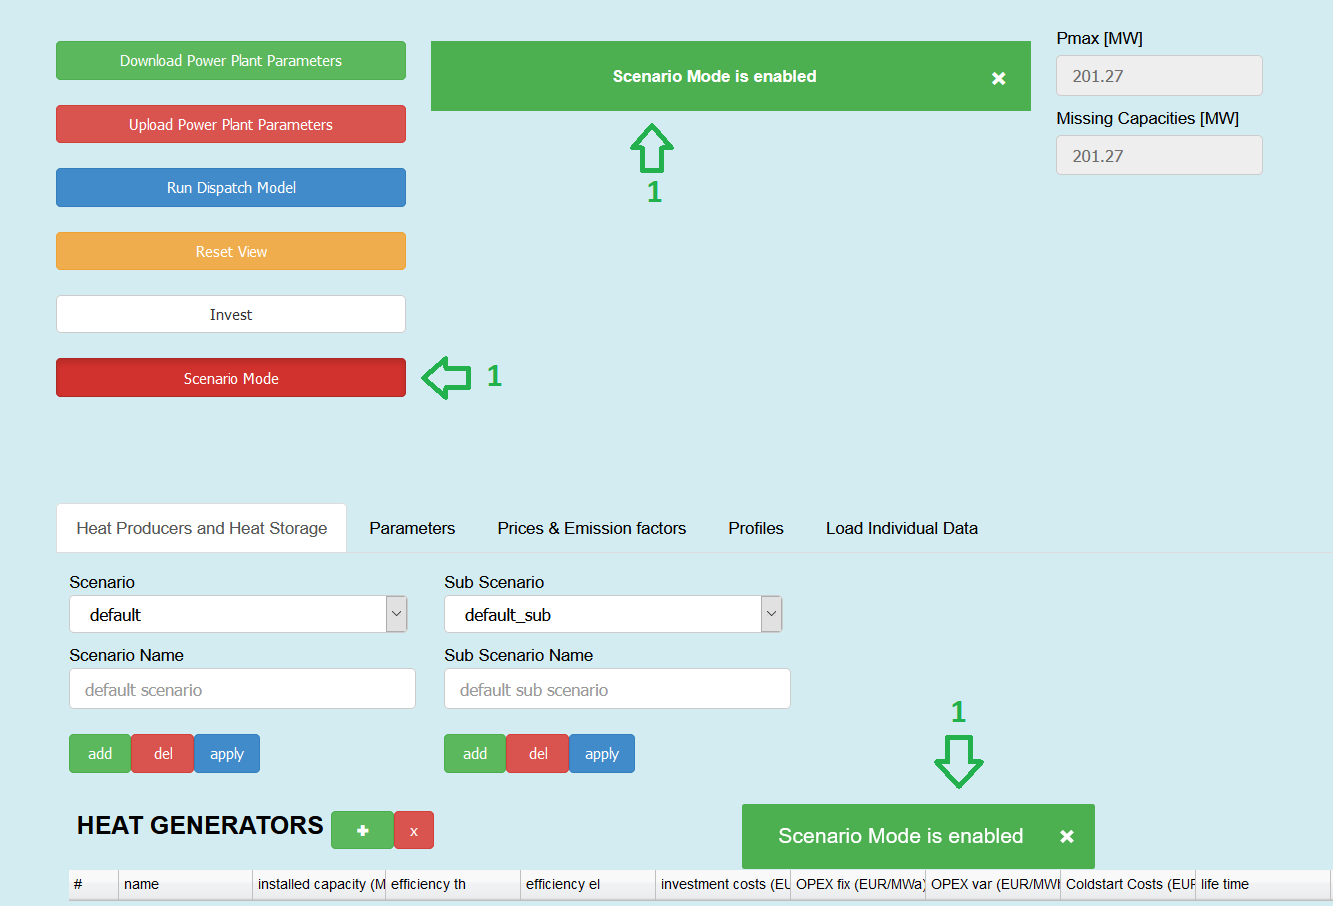 Download Power Plant Parameters
Upload Power Plant Parameters
Run Dispatch Model
Reset View
Invest
Scenario Mode
1
Scenario Mode is enabled
×
1
Pmax [MW]
201.27
Missing Capacities [MW]
201.27
Heat Producers and Heat Storage Parameters Prices & Emission factors Profiles Load Individual Data
Scenario
default
Scenario Name
default scenario
add del apply
Sub Scenario
default_sub
Sub Scenario Name
default sub scenario
add del apply
1
HEAT GENERATORS + x
Scenario Mode is enabled ×
# name installed capacity (M efficiency th efficiency el investment costs (EU OPEX fix (EUR/MWa) OPEX var (EUR/MWh Coldstart Costs (EUR life time